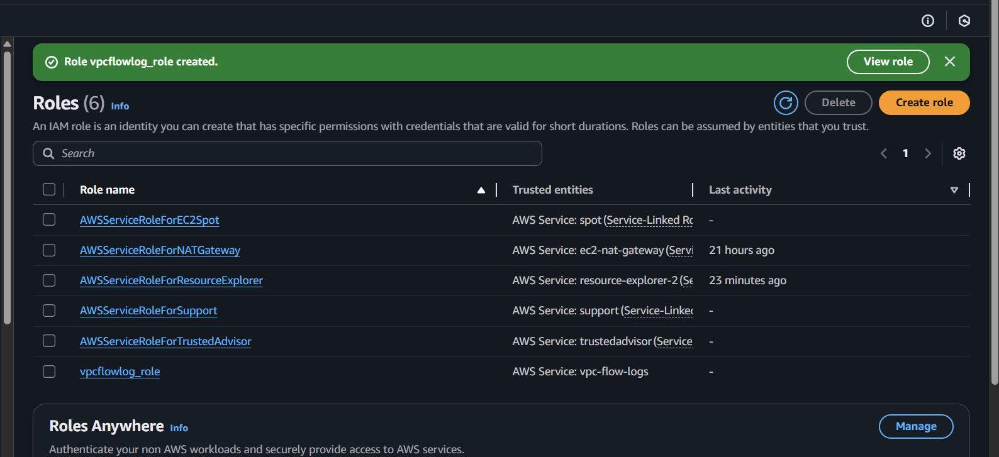 Role vpcflowlog_role created.
View role
Roles (6) Info
Delete
Create role
An IAM role is an identity you can create that has specific permissions with credentials that are valid for short durations. Roles can be assumed by entities that you trust.
Search
1
Role name Trusted entities Last activity
AWSServiceRoleForEC2Spot AWS Service: spot (Service-Linked Ro -
AWSServiceRoleForNATGateway AWS Service: ec2-nat-gateway (Servi 21 hours ago
AWSServiceRoleForResourceExplorer AWS Service: resource-explorer-2 (Se 23 minutes ago
AWSServiceRoleForSupport AWS Service: support (Service-Linked -
AWSServiceRoleForTrustedAdvisor AWS Service: trustedadvisor (Service -
vpcflowlog_role AWS Service: vpc-flow-logs -
Roles Anywhere Info
Manage
Authenticate your non AWS workloads and securely provide access to AWS services.